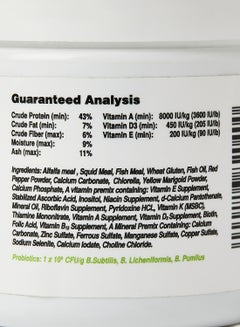 Guaranteed Analysis
Crude Protein (min): 43% Vitamin A (min): 8000 IU/kg (3600 IU/lb)
Crude Fat (min): 7% Vitamin D3 (min): 450 IU/kg (205 IU/lb)
Crude Fiber (max): 6% Vitamin E (min): 200 IU/kg (90 IU/lb)
Moisture (max): 9%
Ash (max): 11%
Ingredients: Alfalfa meal , Squid Meal, Fish Meal, Wheat Gluten, Fish Oil, Red
Pepper Powder, Calcium Carbonate, Chlorella, Yellow Marigold Powder,
Calcium Phosphate, A vitamin premix containing: Vitamin E Supplement,
Stabilized Ascorbic Acid, Inositol, Niacin Supplement, d-Calcium Pantothenate,
Mineral Oil, Riboflavin Supplement, Pyridoxine HCL, Vitamin K (MSBC),
Thiamine Mononitrate, Vitamin A Supplement, Vitamin D₃ Supplement, Biotin,
Folic Acid, Vitamin B₁₂ Supplement, A Mineral Premix Containing: Calcium
Carbonate, Zinc Sulfate, Ferrous Sulfate, Manganese Sulfate, Copper Sulfate,
Sodium Selenite, Calcium Iodate, Choline Chloride.
Probiotics: 1 x 10⁸ CFU/g B.Subtilis, B. Licheniformis, B. Pumilus